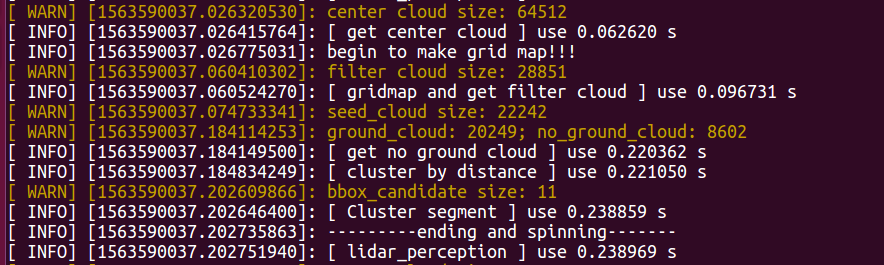 [ WARN] [1563590037.026320530]: center cloud size: 64512
[ INFO] [1563590037.026415764]: [ get center cloud ] use 0.062620 s
[ INFO] [1563590037.026775031]: begin to make grid map!!!
[ WARN] [1563590037.060410302]: filter cloud size: 28851
[ INFO] [1563590037.060524270]: [ gridmap and get filter cloud ] use 0.096731 s
[ WARN] [1563590037.074733341]: seed_cloud size: 22242
[ WARN] [1563590037.184114253]: ground_cloud: 20249; no_ground_cloud: 8602
[ INFO] [1563590037.184149500]: [ get no ground cloud ] use 0.220362 s
[ INFO] [1563590037.184834249]: [ cluster by distance ] use 0.221050 s
[ WARN] [1563590037.202609866]: bbox_candidate size: 11
[ INFO] [1563590037.202646400]: [ Cluster segment ] use 0.238859 s
[ INFO] [1563590037.202735863]: ---------ending and spinning-------
[ INFO] [1563590037.202751940]: [ lidar_perception ] use 0.238969 s